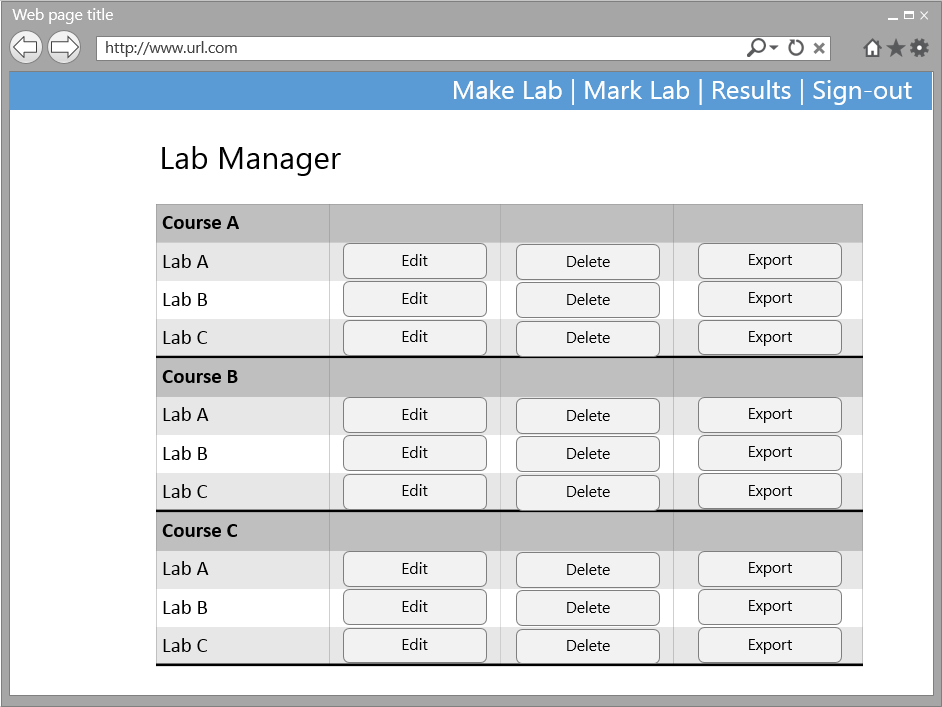 Web page title
http://www.url.com
Make Lab | Mark Lab | Results | Sign-out
Lab Manager
Course A
Lab A Edit Delete Export
Lab B Edit Delete Export
Lab C Edit Delete Export
Course B
Lab A Edit Delete Export
Lab B Edit Delete Export
Lab C Edit Delete Export
Course C
Lab A Edit Delete Export
Lab B Edit Delete Export
Lab C Edit Delete Export